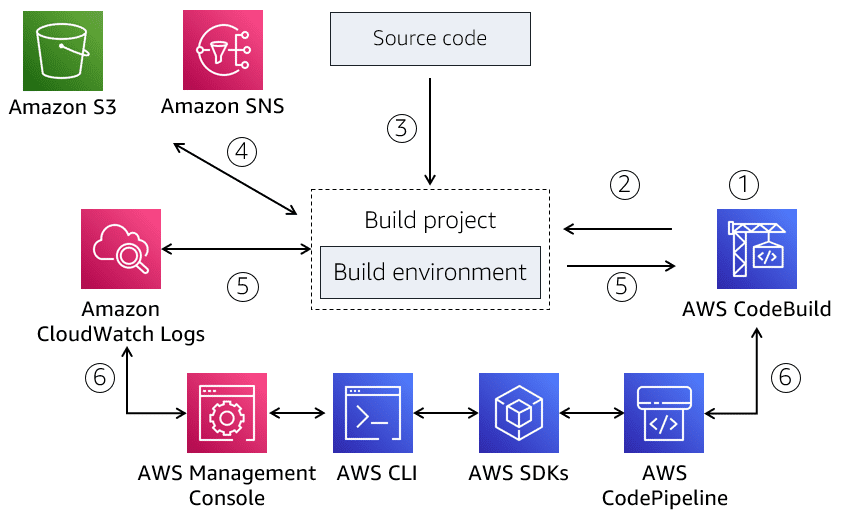 Source code
Amazon S3
Amazon SNS
③
④
②
①
Build project
Build environment
⑤
⑤
Amazon
CloudWatch Logs
AWS CodeBuild
⑥
⑥
AWS Management
Console
AWS CLI
AWS SDKs
AWS
CodePipeline